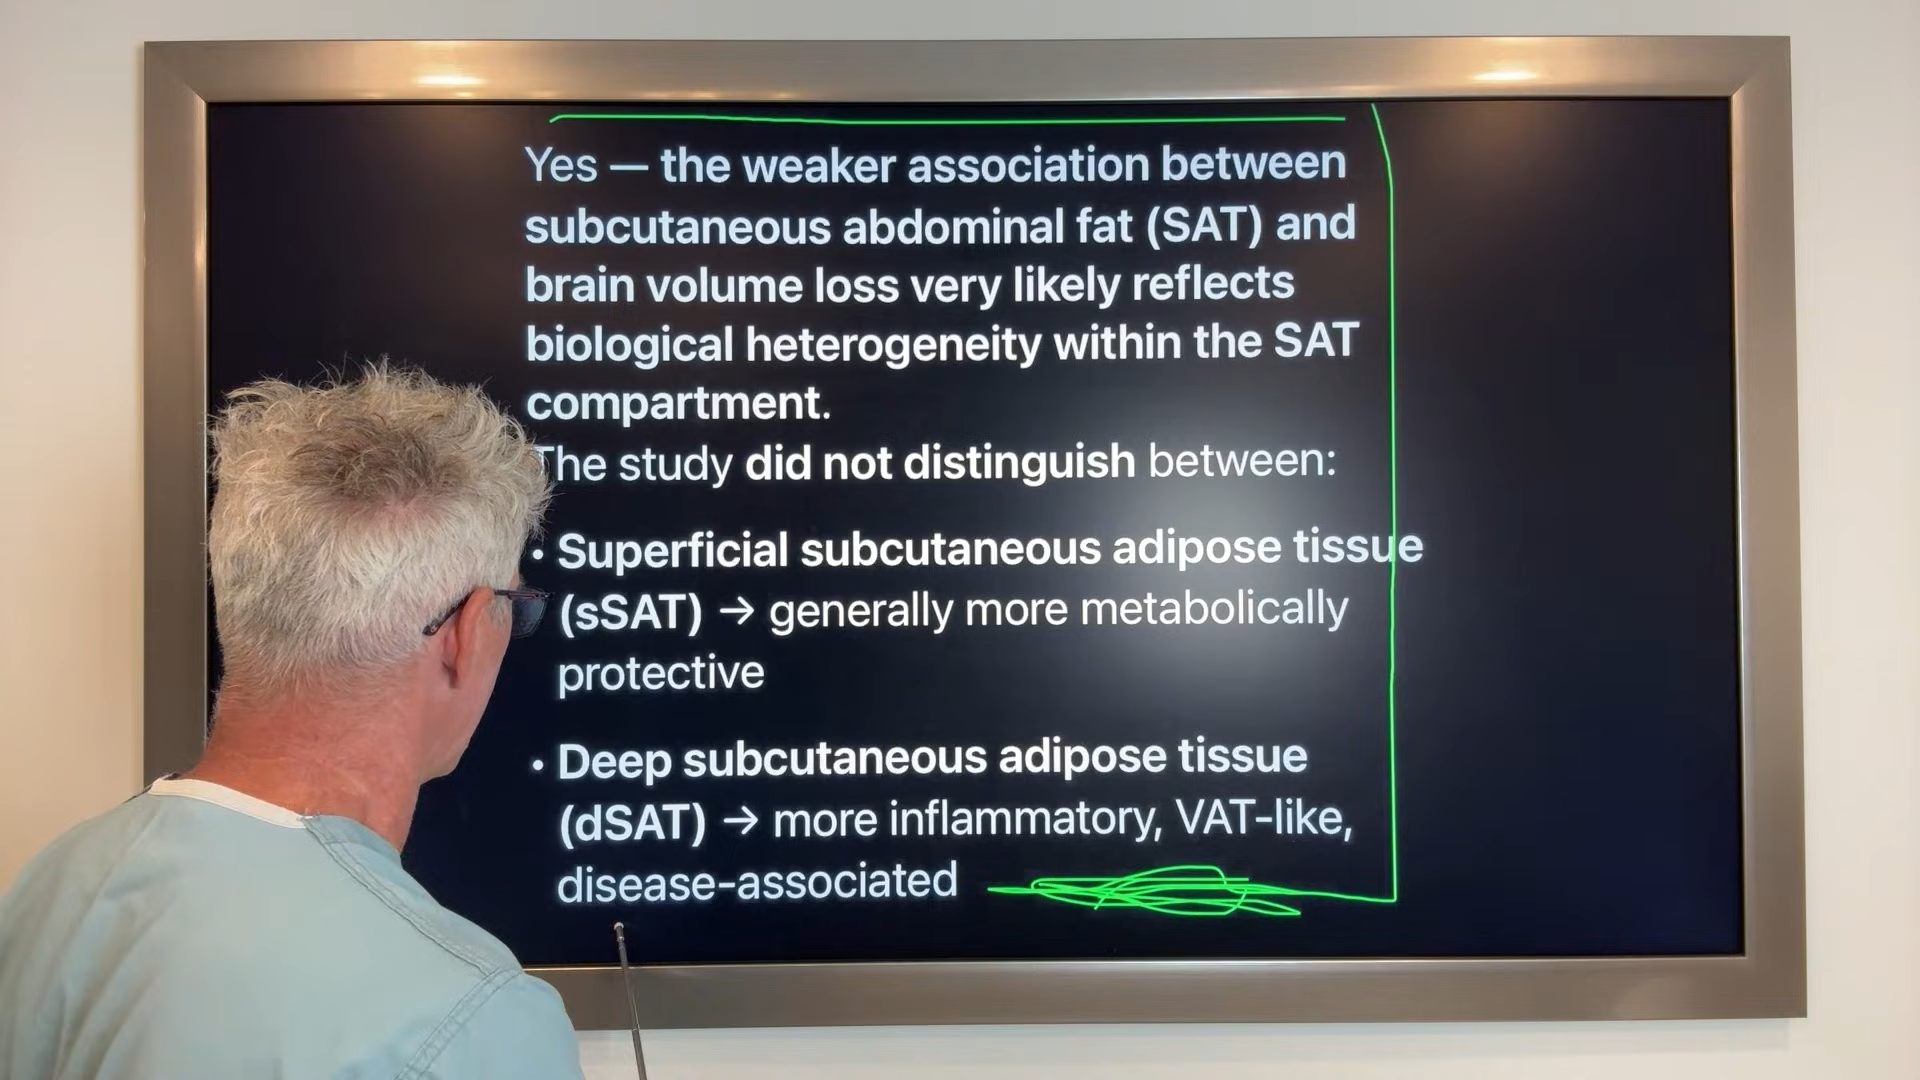 Yes — the weaker association between
subcutaneous abdominal fat (SAT) and
brain volume loss very likely reflects
biological heterogeneity within the SAT
compartment.
The study did not distinguish between:
• Superficial subcutaneous adipose tissue
(sSAT) → generally more metabolically
protective
• Deep subcutaneous adipose tissue
(dSAT) → more inflammatory, VAT-like,
disease-associated